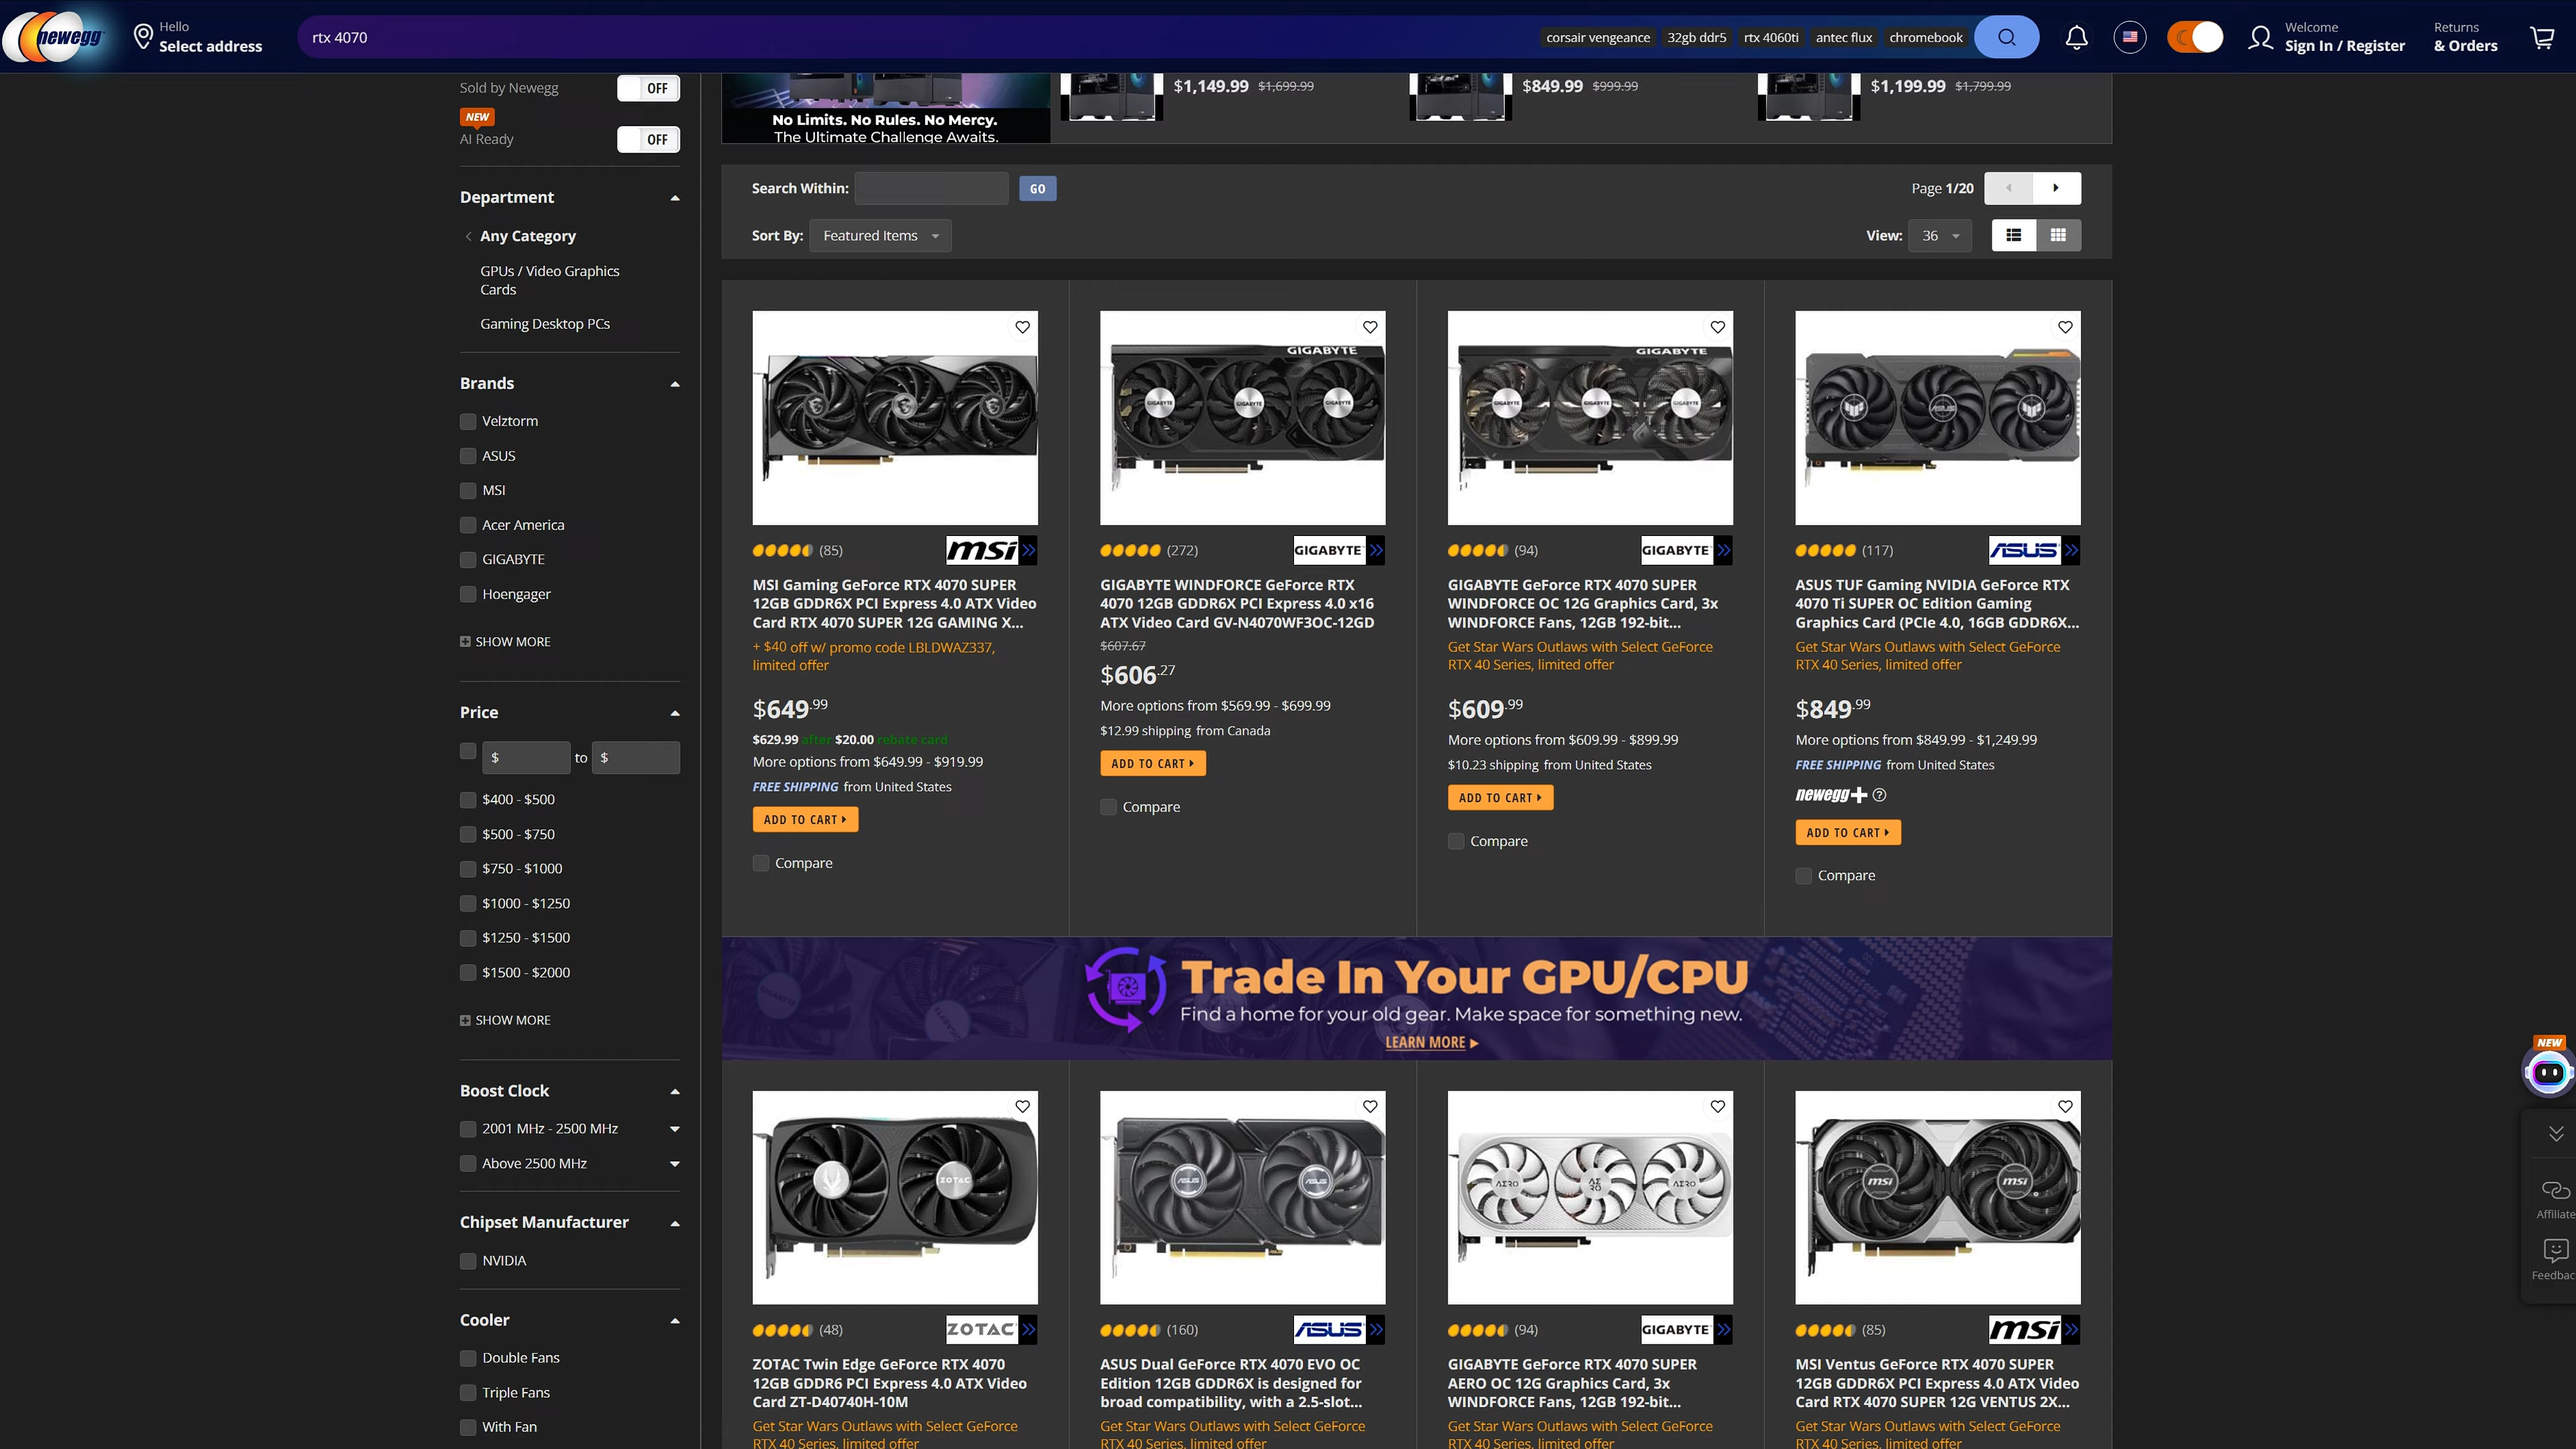 newegg
Hello
Select address
rtx 4070
corsair vengeance
32gb ddr5
rtx 4060ti
antec flux
chromebook
Welcome
Sign In / Register
Returns
& Orders
Sold by Newegg
OFF
NEW
AI Ready
OFF
Department
Any Category
GPUs / Video Graphics
Cards
Gaming Desktop PCs
Brands
Velztorm
ASUS
MSI
Acer America
GIGABYTE
Hoengager
SHOW MORE
Price
$
to
$
$400 - $500
$500 - $750
$750 - $1000
$1000 - $1250
$1250 - $1500
$1500 - $2000
SHOW MORE
Boost Clock
2001 MHz - 2500 MHz
Above 2500 MHz
Chipset Manufacturer
NVIDIA
Cooler
Double Fans
Triple Fans
With Fan
No Limits. No Rules. No Mercy.
The Ultimate Challenge Awaits.
$1,149.99 $1,699.99
$849.99 $999.99
$1,199.99 $1,799.99
Search Within:
GO
Page 1/20
Sort By:
Featured Items
View:
36
(85)
msi
MSI Gaming GeForce RTX 4070 SUPER
12GB GDDR6X PCI Express 4.0 ATX Video
Card RTX 4070 SUPER 12G GAMING X...
+ $40 off w/ promo code LBLDWAZ337,
limited offer
$649.99
$629.99 after $20.00 rebate card
More options from $649.99 - $919.99
FREE SHIPPING from United States
ADD TO CART
Compare
GIGABYTE
GIGABYTE
GIGABYTE
GIGABYTE
(272)
GIGABYTE
GIGABYTE WINDFORCE GeForce RTX
4070 12GB GDDR6X PCI Express 4.0 x16
ATX Video Card GV-N4070WF3OC-12GD
$607.67
$606.27
More options from $569.99 - $699.99
$12.99 shipping from Canada
ADD TO CART
Compare
GIGABYTE
GIGABYTE
GIGABYTE
GIGABYTE
(94)
GIGABYTE
GIGABYTE GeForce RTX 4070 SUPER
WINDFORCE OC 12G Graphics Card, 3x
WINDFORCE Fans, 12GB 192-bit...
Get Star Wars Outlaws with Select GeForce
RTX 40 Series, limited offer
$609.99
More options from $609.99 - $899.99
$10.23 shipping from United States
ADD TO CART
Compare
ASUS
(117)
ASUS
ASUS TUF Gaming NVIDIA GeForce RTX
4070 Ti SUPER OC Edition Gaming
Graphics Card (PCIe 4.0, 16GB GDDR6X...
Get Star Wars Outlaws with Select GeForce
RTX 40 Series, limited offer
$849.99
More options from $849.99 - $1,249.99
FREE SHIPPING from United States
newegg+
ADD TO CART
Compare
Trade In Your GPU/CPU
Find a home for your old gear. Make space for something new.
LEARN MORE
ZOTAC
(48)
ZOTAC
ZOTAC Twin Edge GeForce RTX 4070
12GB GDDR6 PCI Express 4.0 ATX Video
Card ZT-D40740H-10M
Get Star Wars Outlaws with Select GeForce
RTX 40 Series, limited offer
ASUS
ASUS
(160)
ASUS
ASUS Dual GeForce RTX 4070 EVO OC
Edition 12GB GDDR6X is designed for
broad compatibility, with a 2.5-slot...
Get Star Wars Outlaws with Select GeForce
RTX 40 Series, limited offer
AERO
AERO
AERO
(94)
GIGABYTE
GIGABYTE GeForce RTX 4070 SUPER
AERO OC 12G Graphics Card, 3x
WINDFORCE Fans, 12GB 192-bit...
Get Star Wars Outlaws with Select GeForce
RTX 40 Series, limited offer
msi
msi
(85)
msi
MSI Ventus GeForce RTX 4070 SUPER
12GB GDDR6X PCI Express 4.0 ATX Video
Card RTX 4070 SUPER 12G VENTUS 2X...
Get Star Wars Outlaws with Select GeForce
RTX 40 Series, limited offer
NEW
Affiliate
Feedbac